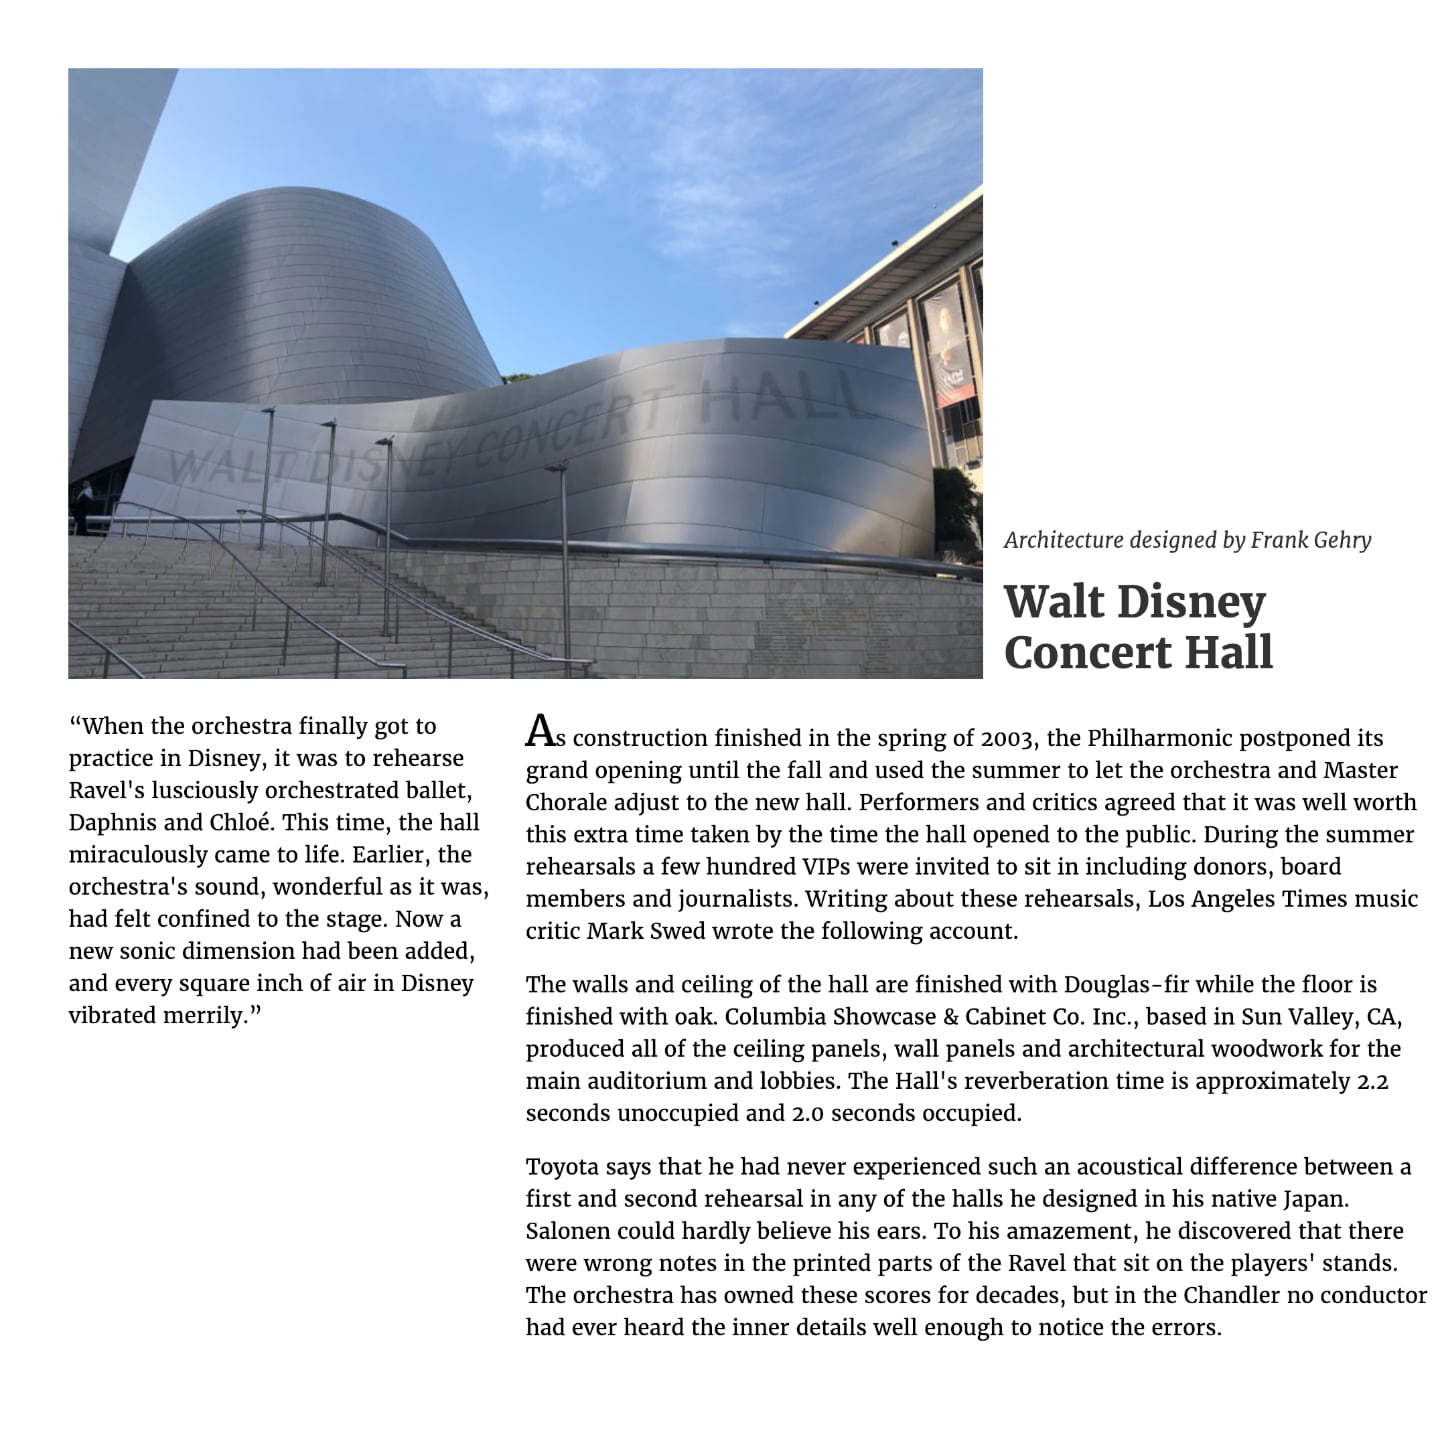 WALT DISNEY CONCERT HALL
Architecture designed by Frank Gehry
Walt Disney
Concert Hall
“When the orchestra finally got to
practice in Disney, it was to rehearse
Ravel's lusciously orchestrated ballet,
Daphnis and Chloé. This time, the hall
miraculously came to life. Earlier, the
orchestra's sound, wonderful as it was,
had felt confined to the stage. Now a
new sonic dimension had been added,
and every square inch of air in Disney
vibrated merrily.”
As construction finished in the spring of 2003, the Philharmonic postponed its
grand opening until the fall and used the summer to let the orchestra and Master
Chorale adjust to the new hall. Performers and critics agreed that it was well worth
this extra time taken by the time the hall opened to the public. During the summer
rehearsals a few hundred VIPs were invited to sit in including donors, board
members and journalists. Writing about these rehearsals, Los Angeles Times music
critic Mark Swed wrote the following account.
The walls and ceiling of the hall are finished with Douglas-fir while the floor is
finished with oak. Columbia Showcase & Cabinet Co. Inc., based in Sun Valley, CA,
produced all of the ceiling panels, wall panels and architectural woodwork for the
main auditorium and lobbies. The Hall's reverberation time is approximately 2.2
seconds unoccupied and 2.0 seconds occupied.
Toyota says that he had never experienced such an acoustical difference between a
first and second rehearsal in any of the halls he designed in his native Japan.
Salonen could hardly believe his ears. To his amazement, he discovered that there
were wrong notes in the printed parts of the Ravel that sit on the players' stands.
The orchestra has owned these scores for decades, but in the Chandler no conductor
had ever heard the inner details well enough to notice the errors.